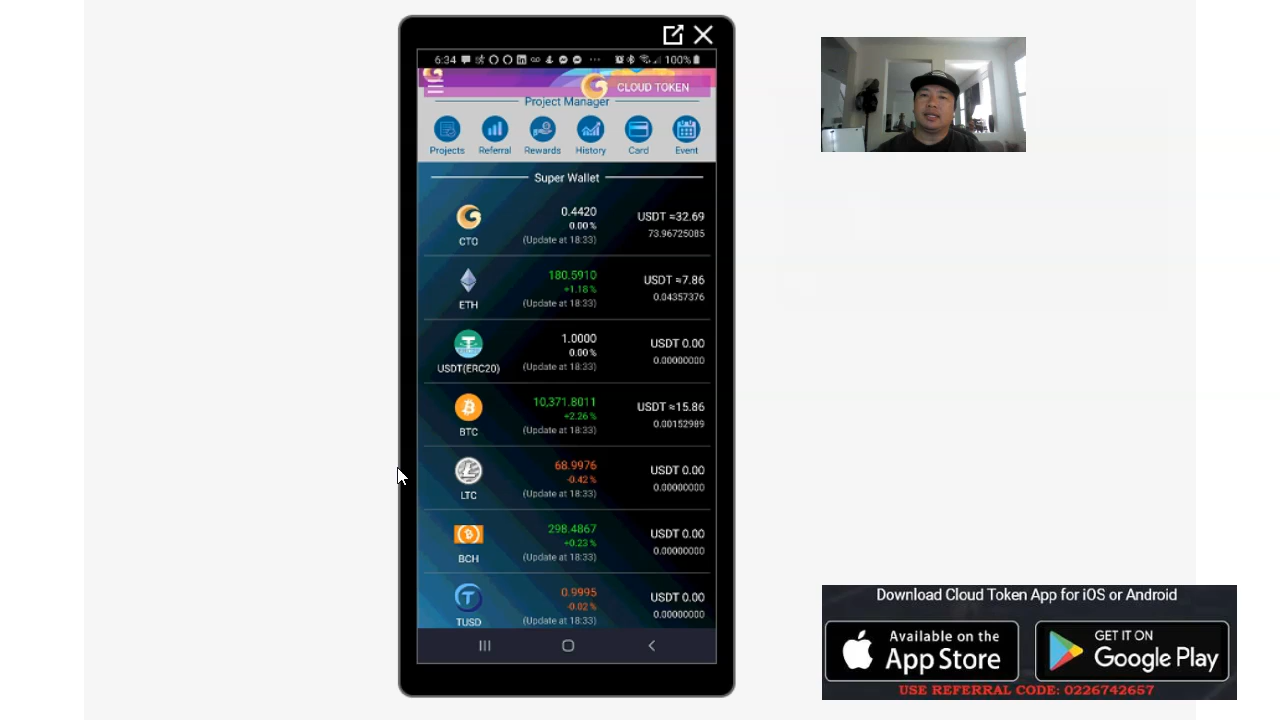 6:34
100%
CLOUD TOKEN
Project Manager
Projects Referral Rewards History Card Event
Super Wallet
0.4420 USDT ≈32.69
0.00 % 73.96725085
CTO (Update at 18:33)
180.5910 USDT ≈7.86
+1.18 % 0.04357376
ETH (Update at 18:33)
1.0000 USDT 0.00
0.00 % 0.00000000
USDT(ERC20) (Update at 18:33)
10,371.8011 USDT ≈15.86
+2.26 % 0.00152989
BTC (Update at 18:33)
68.9976 USDT 0.00
-0.42 % 0.00000000
LTC (Update at 18:33)
298.4867 USDT 0.00
+0.23 % 0.00000000
BCH (Update at 18:33)
0.9995 USDT 0.00
-0.02 % 0.00000000
TUSD (Update at 18:33)
Download Cloud Token App for iOS or Android
Available on the
App Store
GET IT ON
Google Play
USE REFERRAL CODE: 0226742657